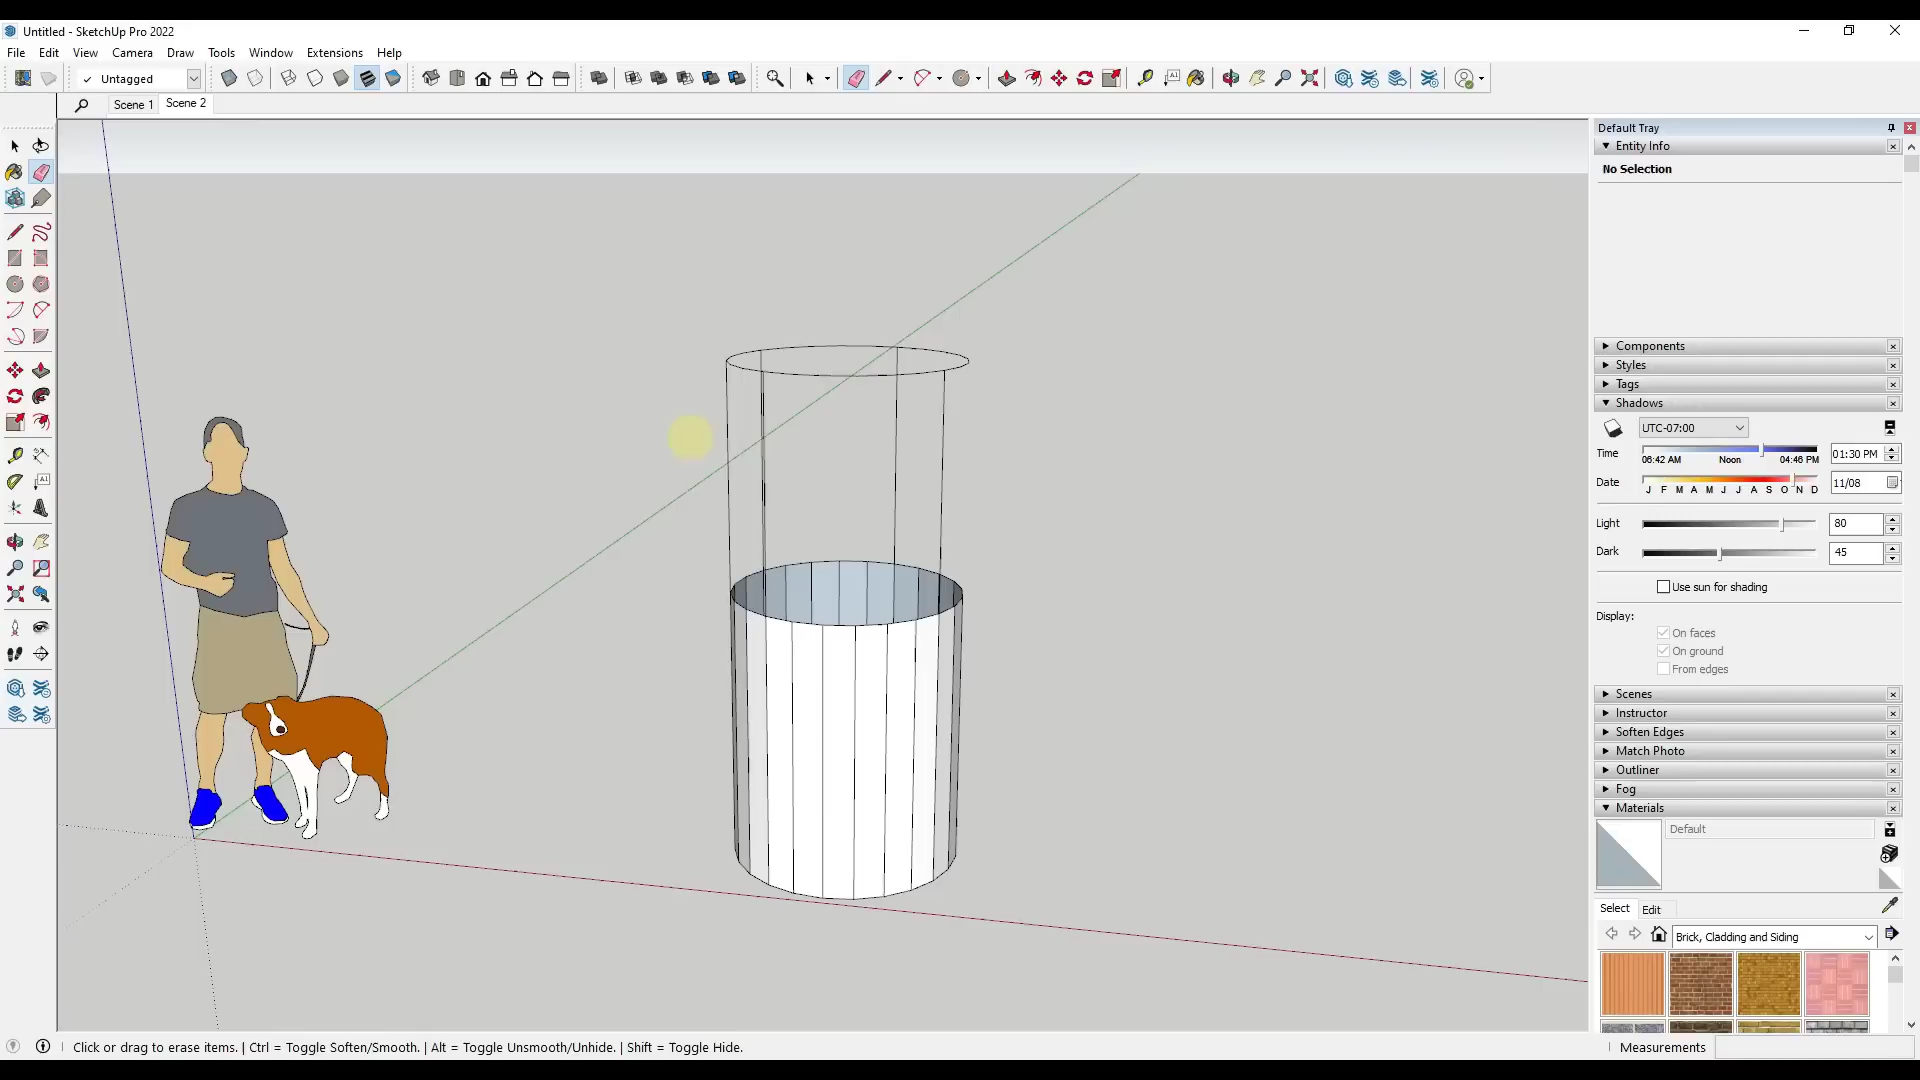 Untitled - SketchUp Pro 2022
File Edit View Camera Draw Tools Window Extensions Help
Untagged
Scene 1 Scene 2
Default Tray
Entity Info
No Selection
Components
Styles
Tags
Shadows
UTC-07:00
Time 06:42 AM Noon 04:46 PM 01:30 PM
Date J F M A M J J A S O N D 11/08
Light 80
Dark 45
Use sun for shading
Display:
On faces
On ground
From edges
Scenes
Instructor
Soften Edges
Match Photo
Outliner
Fog
Materials
Default
Select Edit
Brick, Cladding and Siding
Click or drag to erase items. | Ctrl = Toggle Soften/Smooth. | Alt = Toggle Unsmooth/Unhide. | Shift = Toggle Hide.
Measurements